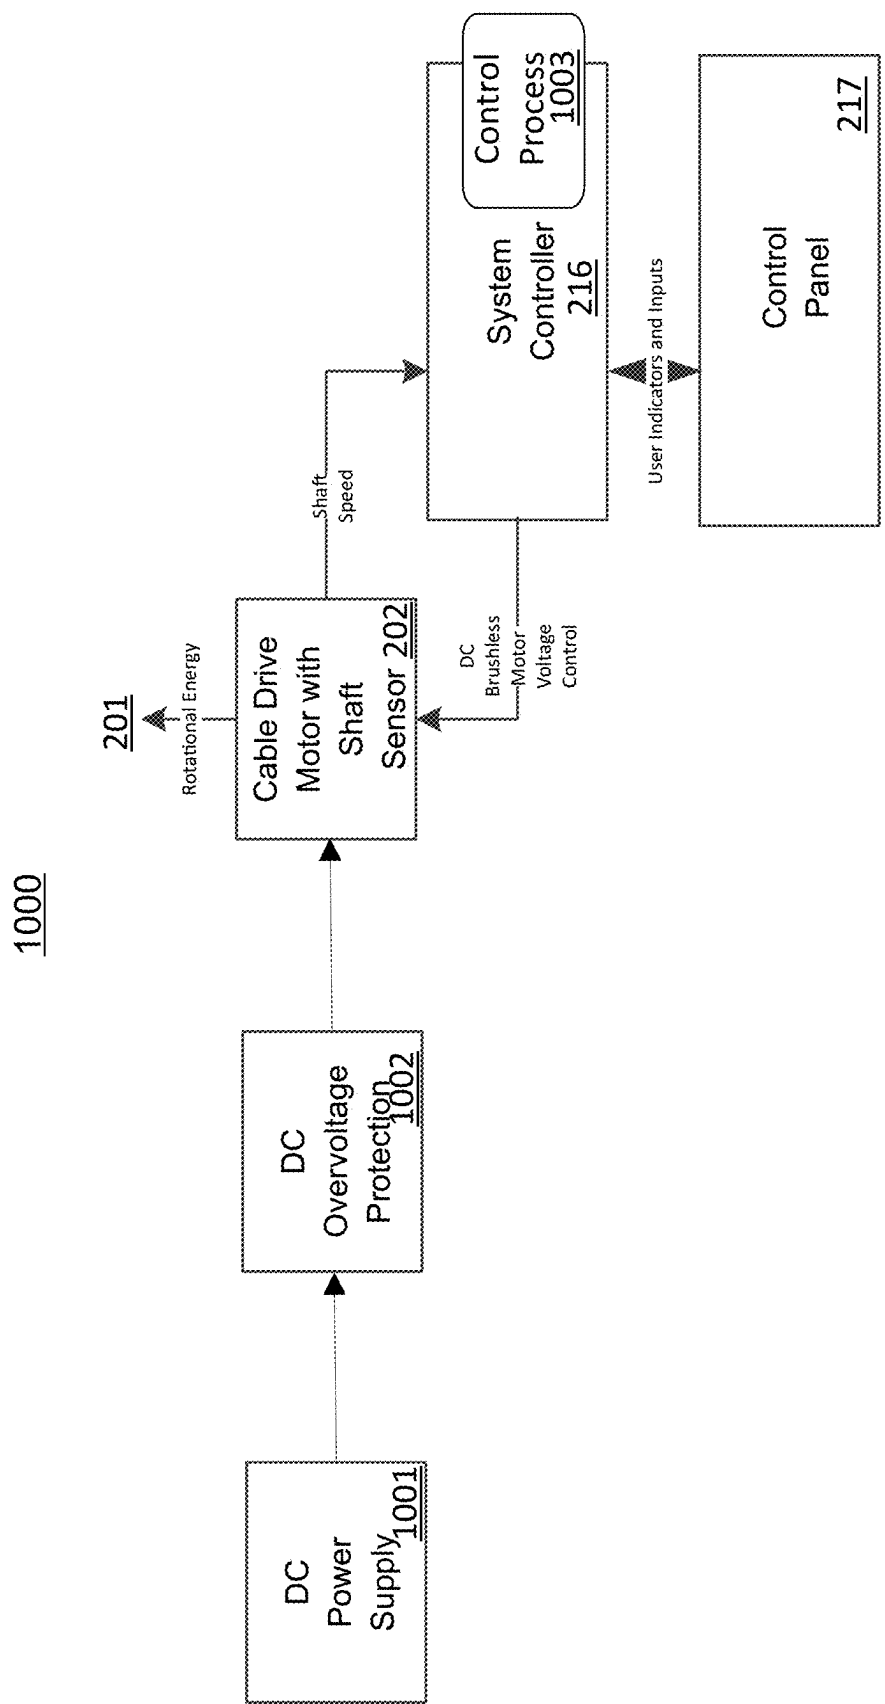 1000
DC
Power
Supply
1001
DC
Overvoltage
Protection
1002
201
Rotational Energy
Cable Drive
Motor with
Shaft
Sensor 202
Shaft
Speed
DC
Brushless
Motor
Voltage
Control
Control
Process
1003
System
Controller
216
User Indicators and Inputs
Control
Panel
217